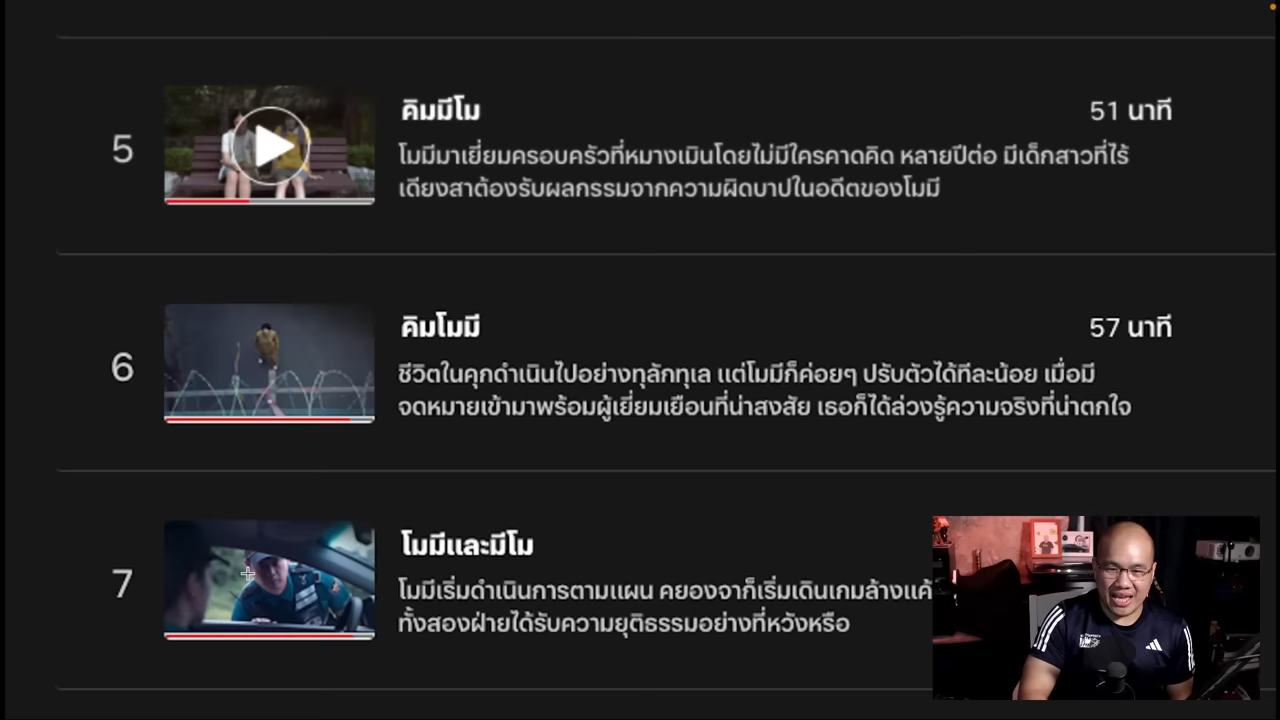 5
คิมมีโม
51 นาที
โมมีมาเยี่ยมครอบครัวที่หมางเมินโดยไม่มีใครคาดคิด หลายปีต่อ มีเด็กสาวที่ไร้
เดียงสาต้องรับผลกรรมจากความผิดบาปในอดีตของโมมี
6
คิมโมมี
57 นาที
ชีวิตในคุกดำเนินไปอย่างทุลักทุเล แต่โมมีก็ค่อยๆ ปรับตัวได้ทีละน้อย เมื่อมี
จดหมายเข้ามาพร้อมผู้เยี่ยมเยือนที่น่าสงสัย เธอก็ได้ล่วงรู้ความจริงที่น่าตกใจ
7
โมมีและมีโม
โมมีเริ่มดำเนินการตามแผน คยองจาก็เริ่มเดินเกมล้างแค้
ทั้งสองฝ่ายได้รับความยุติธรรมอย่างที่หวังหรือ